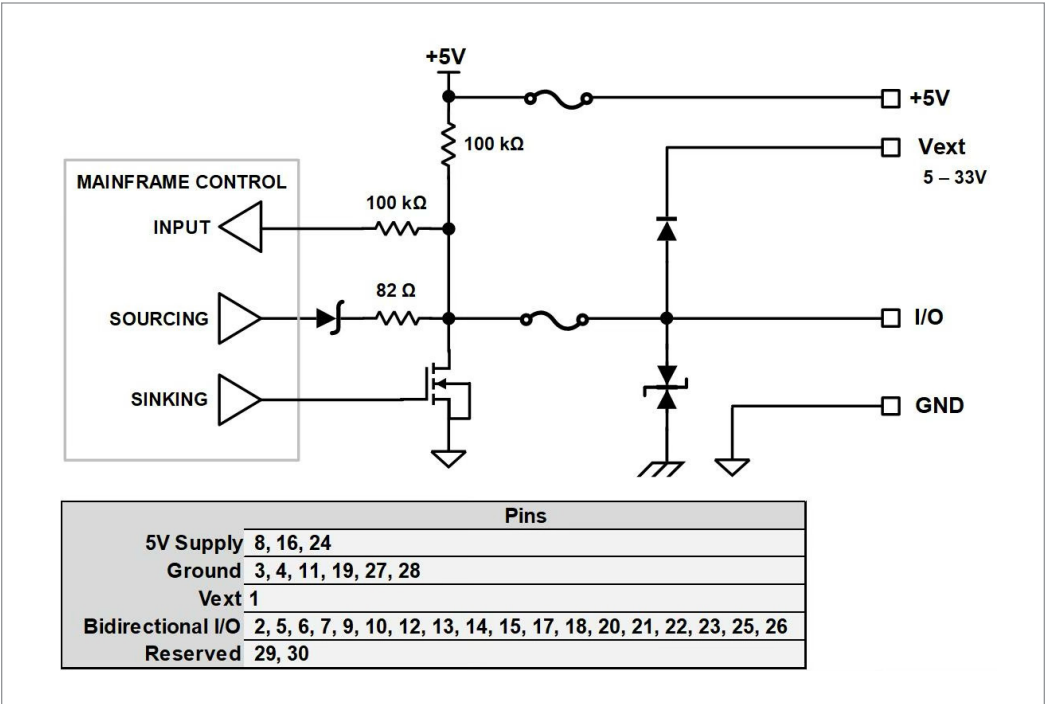 +5V
+5V
100 kΩ
Vext
5 – 33V
MAINFRAME CONTROL
100 kΩ
INPUT
82 Ω
SOURCING
I/O
SINKING
GND
Pins
5V Supply 8, 16, 24
Ground 3, 4, 11, 19, 27, 28
Vext 1
Bidirectional I/O 2, 5, 6, 7, 9, 10, 12, 13, 14, 15, 17, 18, 20, 21, 22, 23, 25, 26
Reserved 29, 30